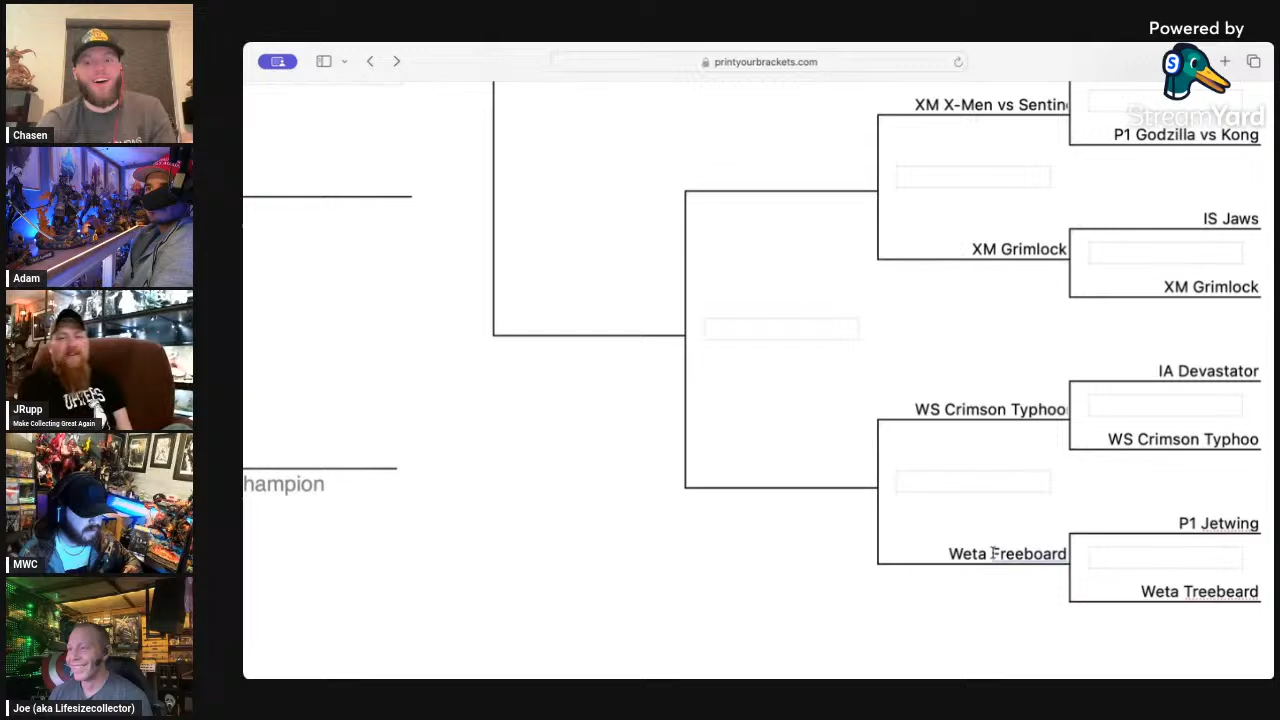 Powered by
StreamYard
S
printyourbrackets.com
Chasen
Adam
JRupp
Make Collecting Great Again
MWC
Joe (aka Lifesizecollector)
XM X-Men vs Sentin
P1 Godzilla vs Kong
IS Jaws
XM Grimlock
XM Grimlock
IA Devastator
WS Crimson Typhoo
WS Crimson Typhoo
hampion
P1 Jetwing
Weta Freeboard
Weta Treebeard